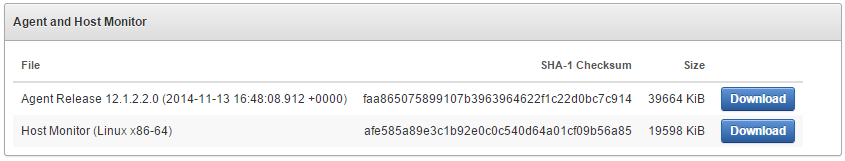 Agent and Host Monitor
File SHA-1 Checksum Size
Agent Release 12.1.2.2.0 (2014-11-13 16:48:08.912 +0000) faa865075899107b3963964622f1c22d0bc7c914 39664 KiB Download
Host Monitor (Linux x86-64) afe585a89e3c1b92e0c0c540d64a01cf09b56a85 19598 KiB Download